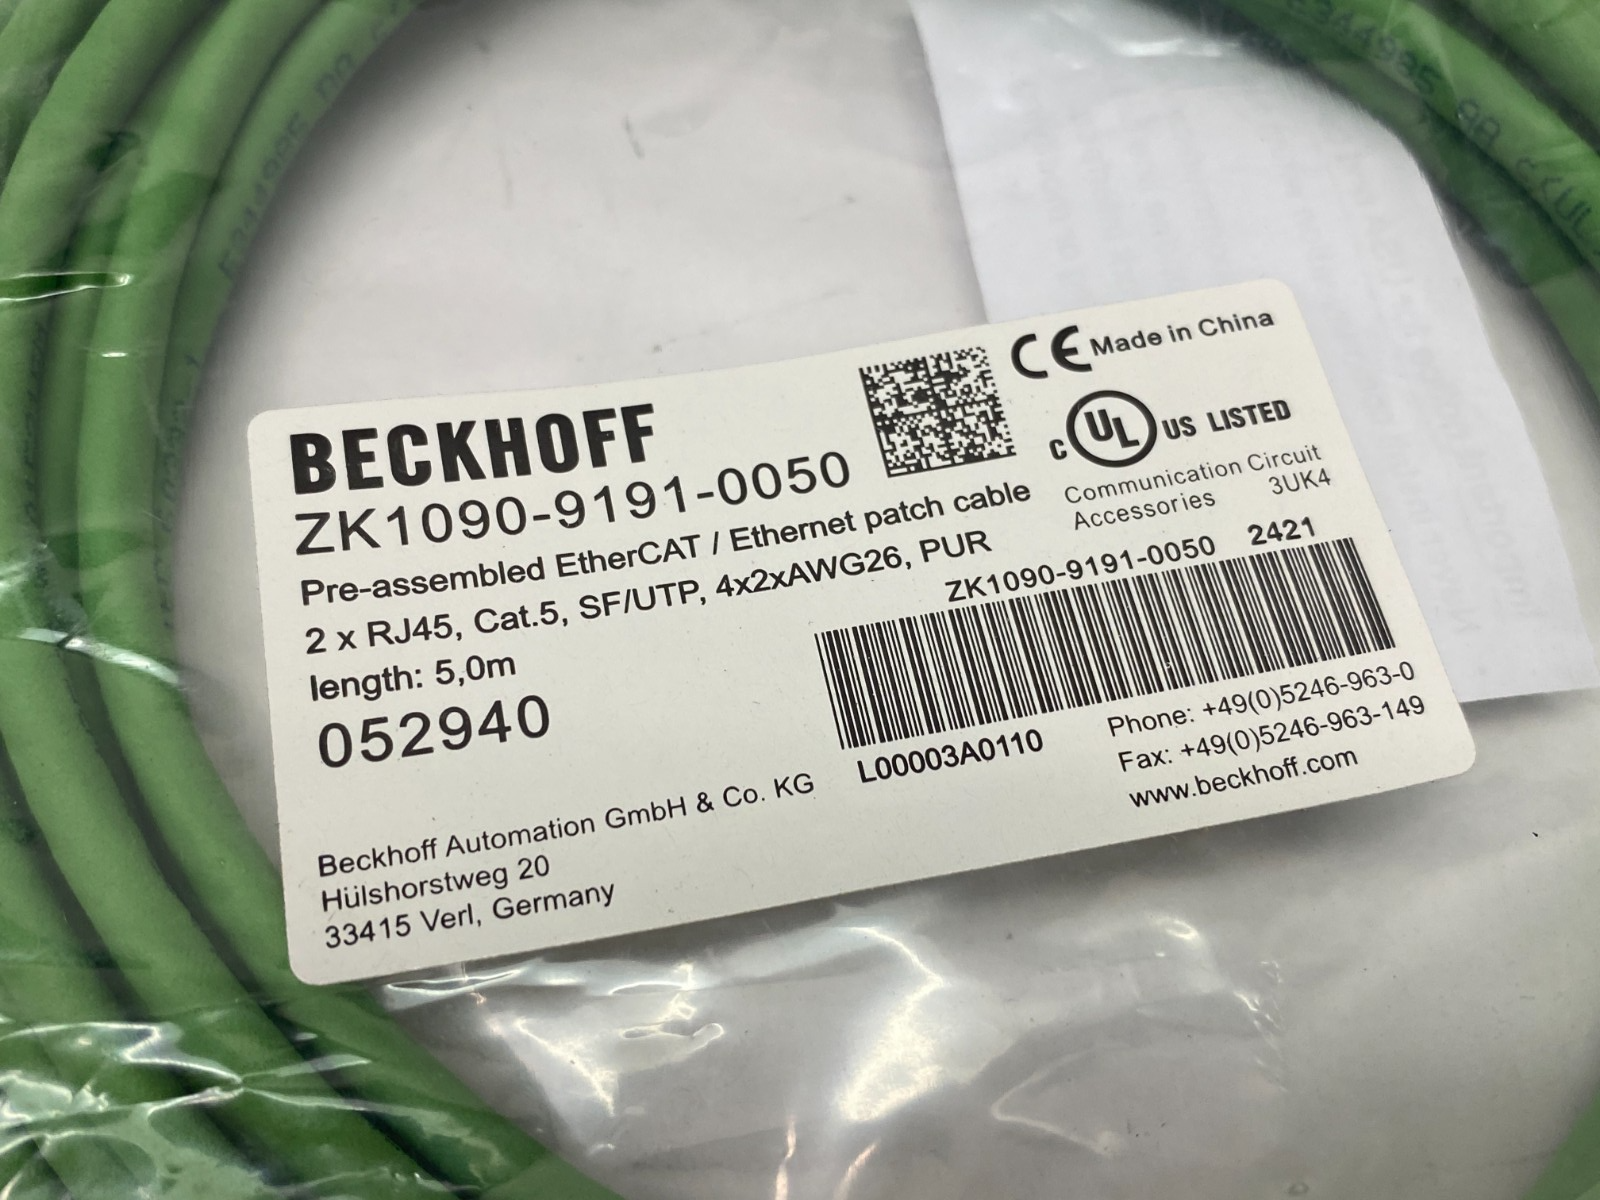 BECKHOFF
ZK1090-9191-0050
Pre-assembled EtherCAT / Ethernet patch cable
2 x RJ45, Cat.5, SF/UTP, 4x2xAWG26, PUR
length: 5,0m
052940
Beckhoff Automation GmbH & Co. KG
Hülshorstweg 20
33415 Verl, Germany
CE Made in China
c UL US LISTED
Communication Circuit
Accessories 3UK4
ZK1090-9191-0050 2421
L00003A0110
Phone: +49(0)5246-963-0
Fax: +49(0)5246-963-149
www.beckhoff.com